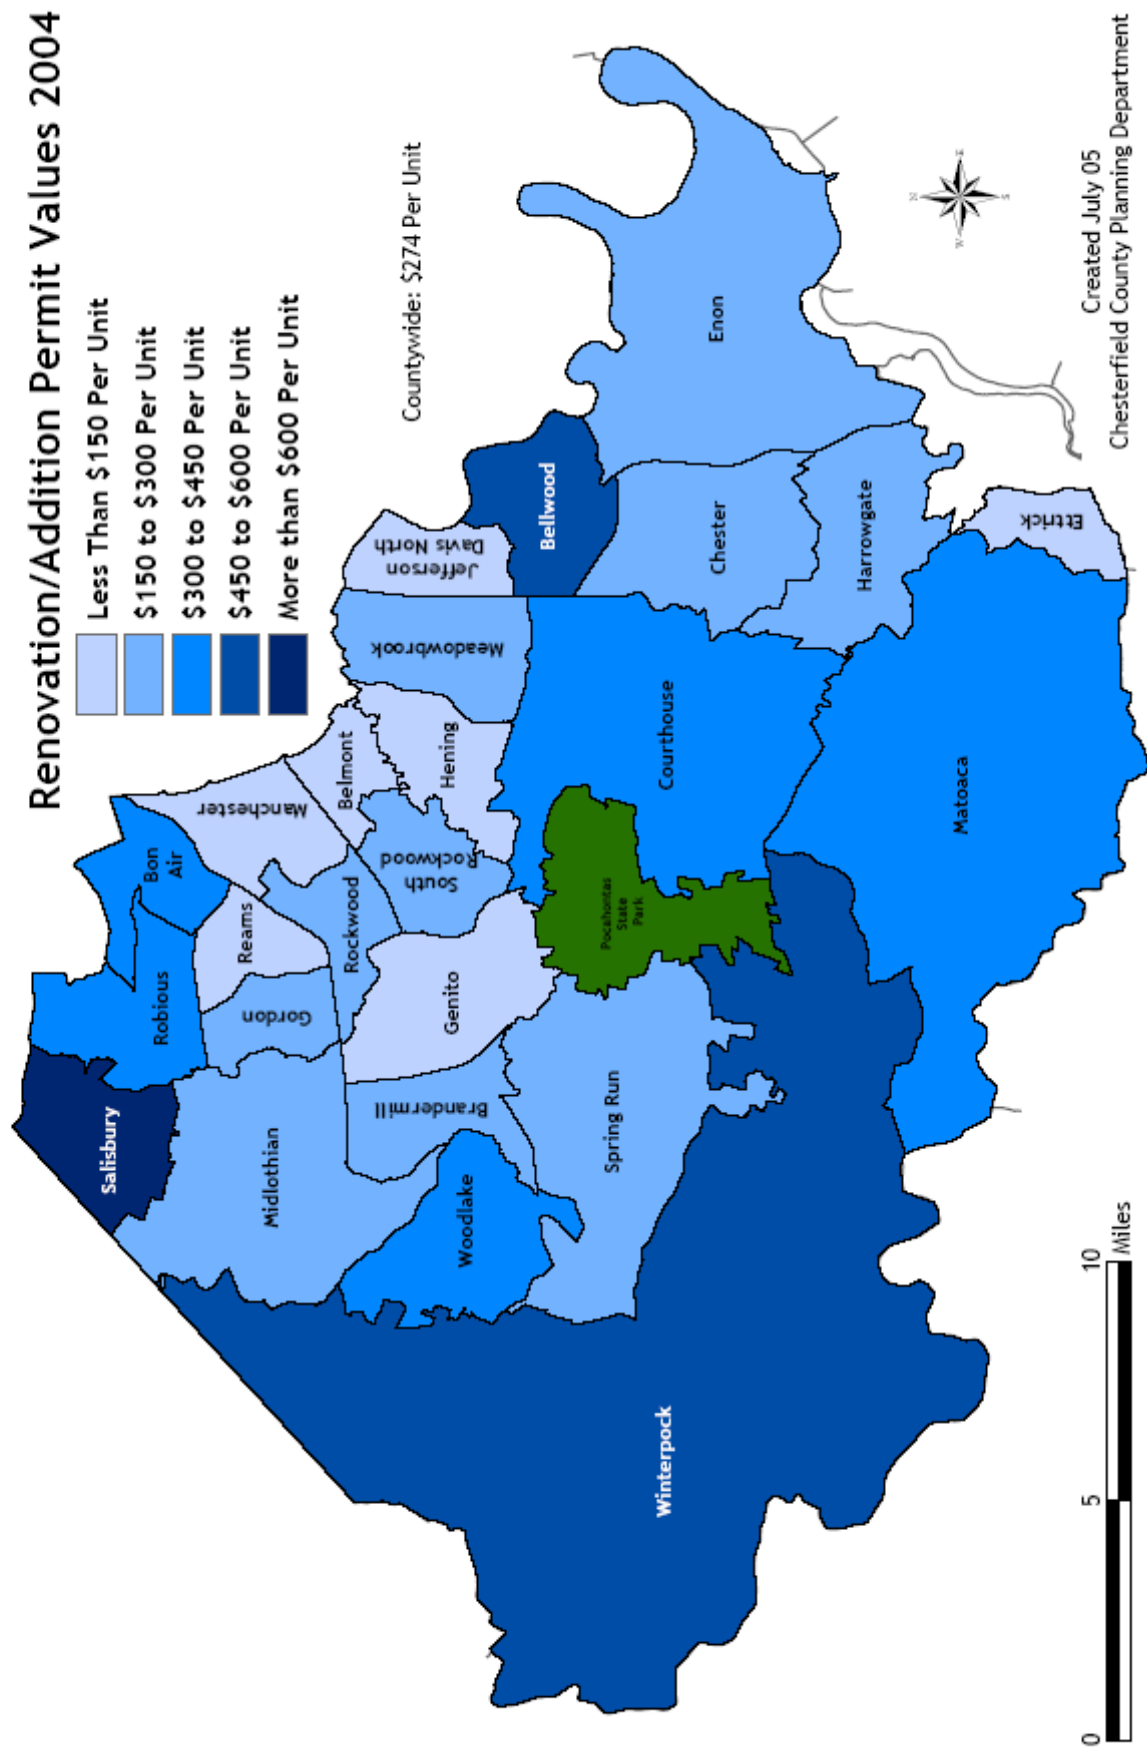 Renovation/Addition Permit Values 2004
Less Than $150 Per Unit
$150 to $300 Per Unit
$300 to $450 Per Unit
$450 to $600 Per Unit
More than $600 Per Unit
Countywide: $274 Per Unit
Salisbury
Robious
Bon
Air
Midlothian
Gordon
Reams
Manchester
Belmont
Rockwood
South
Rockwood
Hening
Meadowbrook
Jefferson
Davis North
Bellwood
Brandermill
Genito
Woodlake
Spring Run
Pocahontas
State
Park
Courthouse
Chester
Enon
Harrowgate
Ettrick
Matoaca
Winterpock
N
W
E
S
0
5
10
Miles
Created July 05
Chesterfield County Planning Department